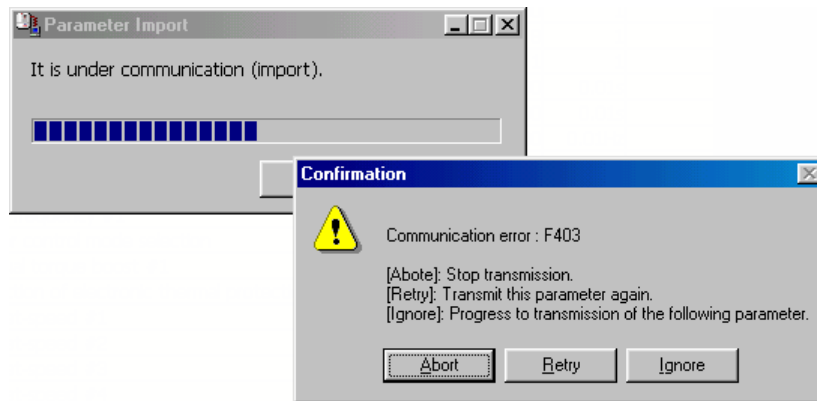 Parameter Import
It is under communication (import).
Confirmation
Communication error : F403
[Abote]: Stop transmission.
[Retry]: Transmit this parameter again.
[Ignore]: Progress to transmission of the following parameter.
Abort
Retry
Ignore